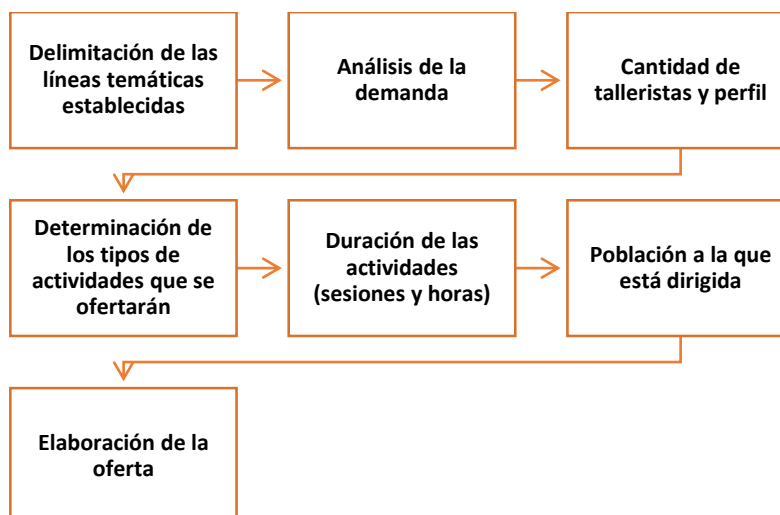 Delimitación de las
líneas temáticas
establecidas
Análisis de la
demanda
Cantidad de
talleristas y perfil
Determinación de
los tipos de
actividades que se
ofertarán
Duración de las
actividades
(sesiones y horas)
Población a la que
está dirigida
Elaboración de la
oferta